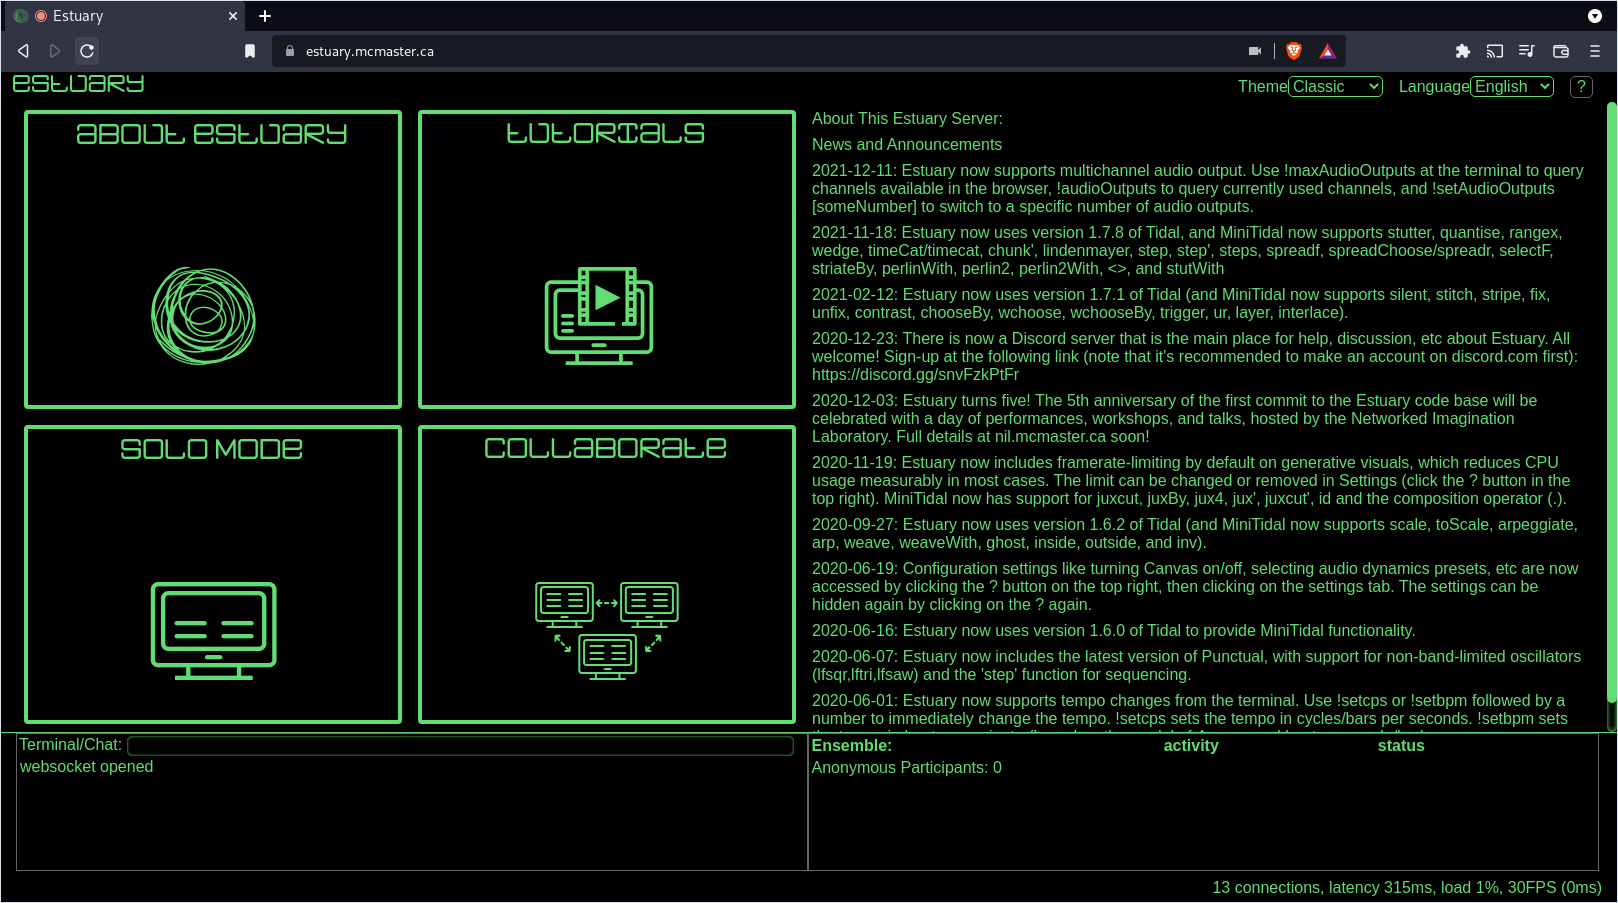 Estuary
estuary.mcmaster.ca
ESTUARY
Theme Classic Language English ?
ABOUT ESTUARY
TUTORIALS
SOLO MODE
COLLABORATE
About This Estuary Server:
News and Announcements
2021-12-11: Estuary now supports multichannel audio output. Use !maxAudioOutputs at the terminal to query
channels available in the browser, !audioOutputs to query currently used channels, and !setAudioOutputs
[someNumber] to switch to a specific number of audio outputs.
2021-11-18: Estuary now uses version 1.7.8 of Tidal, and MiniTidal now supports stutter, quantise, rangex,
wedge, timeCat/timecat, chunk', lindenmayer, step, step', steps, spreadf, spreadChoose/spreadr, selectF,
striateBy, perlinWith, perlin2, perlin2With, <>, and stutWith
2021-02-12: Estuary now uses version 1.7.1 of Tidal (and MiniTidal now supports silent, stitch, stripe, fix,
unfix, contrast, chooseBy, wchoose, wchooseBy, trigger, ur, layer, interlace).
2020-12-23: There is now a Discord server that is the main place for help, discussion, etc about Estuary. All
welcome! Sign-up at the following link (note that it's recommended to make an account on discord.com first):
https://discord.gg/snvFzkPtFr
2020-12-03: Estuary turns five! The 5th anniversary of the first commit to the Estuary code base will be
celebrated with a day of performances, workshops, and talks, hosted by the Networked Imagination
Laboratory. Full details at nil.mcmaster.ca soon!
2020-11-19: Estuary now includes framerate-limiting by default on generative visuals, which reduces CPU
usage measurably in most cases. The limit can be changed or removed in Settings (click the ? button in the
top right). MiniTidal now has support for juxcut, juxBy, jux4, jux', juxcut', id and the composition operator (.).
2020-09-27: Estuary now uses version 1.6.2 of Tidal (and MiniTidal now supports scale, toScale, arpeggiate,
arp, weave, weaveWith, ghost, inside, outside, and inv).
2020-06-19: Configuration settings like turning Canvas on/off, selecting audio dynamics presets, etc are now
accessed by clicking the ? button on the top right, then clicking on the settings tab. The settings can be
hidden again by clicking on the ? again.
2020-06-16: Estuary now uses version 1.6.0 of Tidal to provide MiniTidal functionality.
2020-06-07: Estuary now includes the latest version of Punctual, with support for non-band-limited oscillators
(lfsqr,lftri,lfsaw) and the 'step' function for sequencing.
2020-06-01: Estuary now supports tempo changes from the terminal. Use !setcps or !setbpm followed by a
number to immediately change the tempo. !setcps sets the tempo in cycles/bars per seconds. !setbpm sets
Terminal/Chat:
websocket opened
Ensemble: activity status
Anonymous Participants: 0
13 connections, latency 315ms, load 1%, 30FPS (0ms)